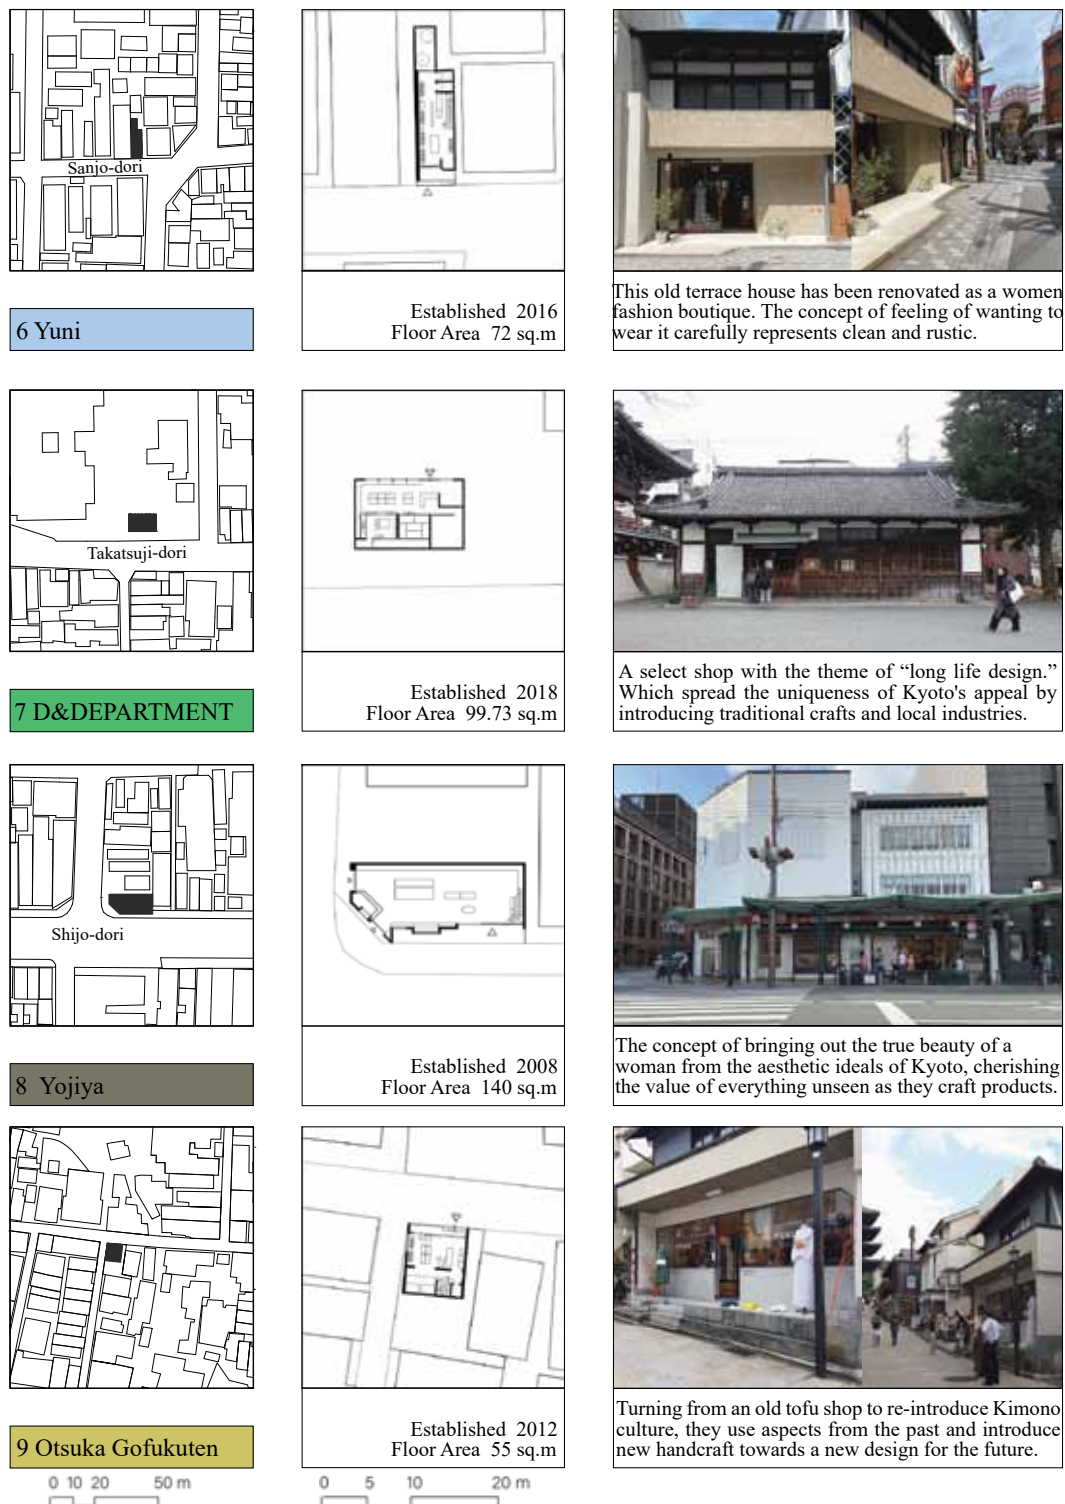 Sanjo-dori
6 Yuni
Established 2016
Floor Area 72 sq.m
This old terrace house has been renovated as a women
fashion boutique. The concept of feeling of wanting to
wear it carefully represents clean and rustic.
Takatsuji-dori
7 D&DEPARTMENT
Established 2018
Floor Area 99.73 sq.m
A select shop with the theme of “long life design.”
Which spread the uniqueness of Kyoto's appeal by
introducing traditional crafts and local industries.
Shijo-dori
8 Yojiya
Established 2008
Floor Area 140 sq.m
The concept of bringing out the true beauty of a
woman from the aesthetic ideals of Kyoto, cherishing
the value of everything unseen as they craft products.
9 Otsuka Gofukuten
Established 2012
Floor Area 55 sq.m
Turning from an old tofu shop to re-introduce Kimono
culture, they use aspects from the past and introduce
new handcraft towards a new design for the future.
0 10 20 50 m
0 5 10 20 m